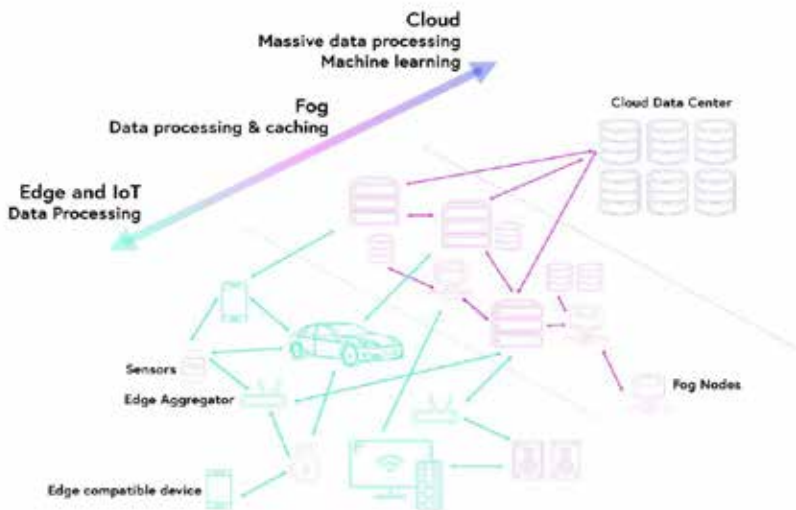 Cloud
Massive data processing
Machine learning
Fog
Data processing & caching
Cloud Data Center
Edge and IoT
Data Processing
Sensors
Edge Aggregator
Fog Nodes
Edge compatible device